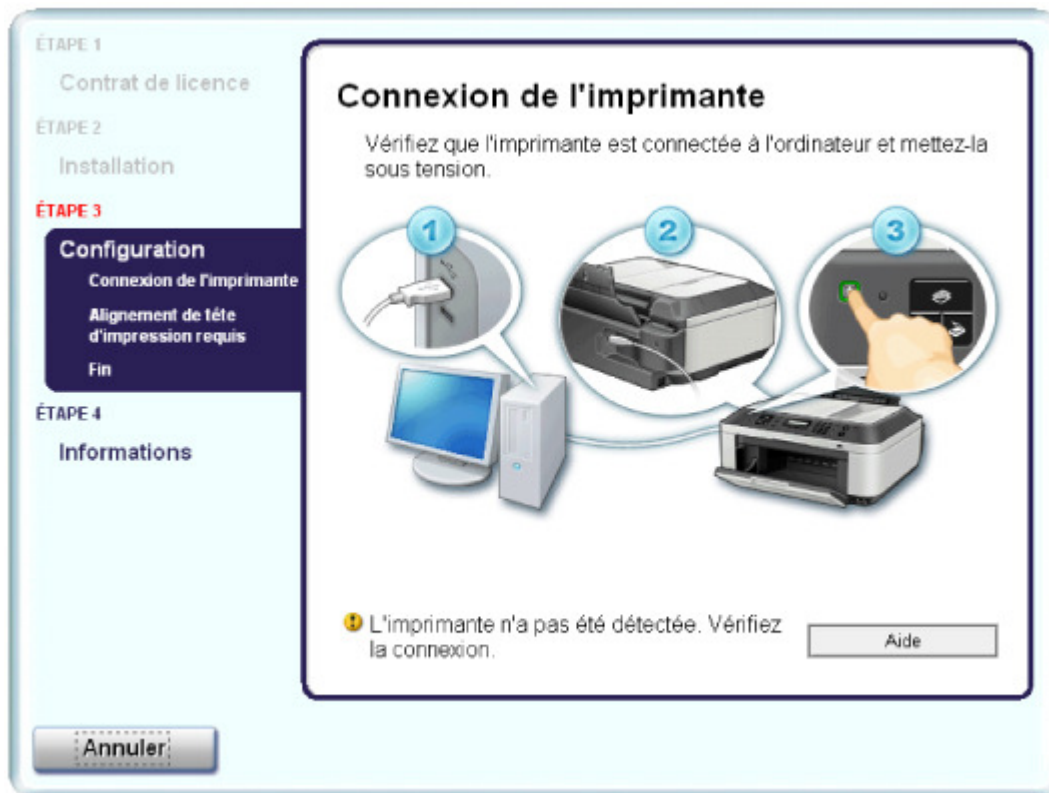 ÉTAPE 1
Contrat de licence
ÉTAPE 2
Installation
ÉTAPE 3
Configuration
Connexion de l'imprimante
Alignement de tête
d'impression requis
Fin
ÉTAPE 4
Informations
Connexion de l'imprimante
Vérifiez que l'imprimante est connectée à l'ordinateur et mettez-la
sous tension.
1
2
3
L'imprimante n'a pas été détectée. Vérifiez
la connexion.
Aide
Annuler